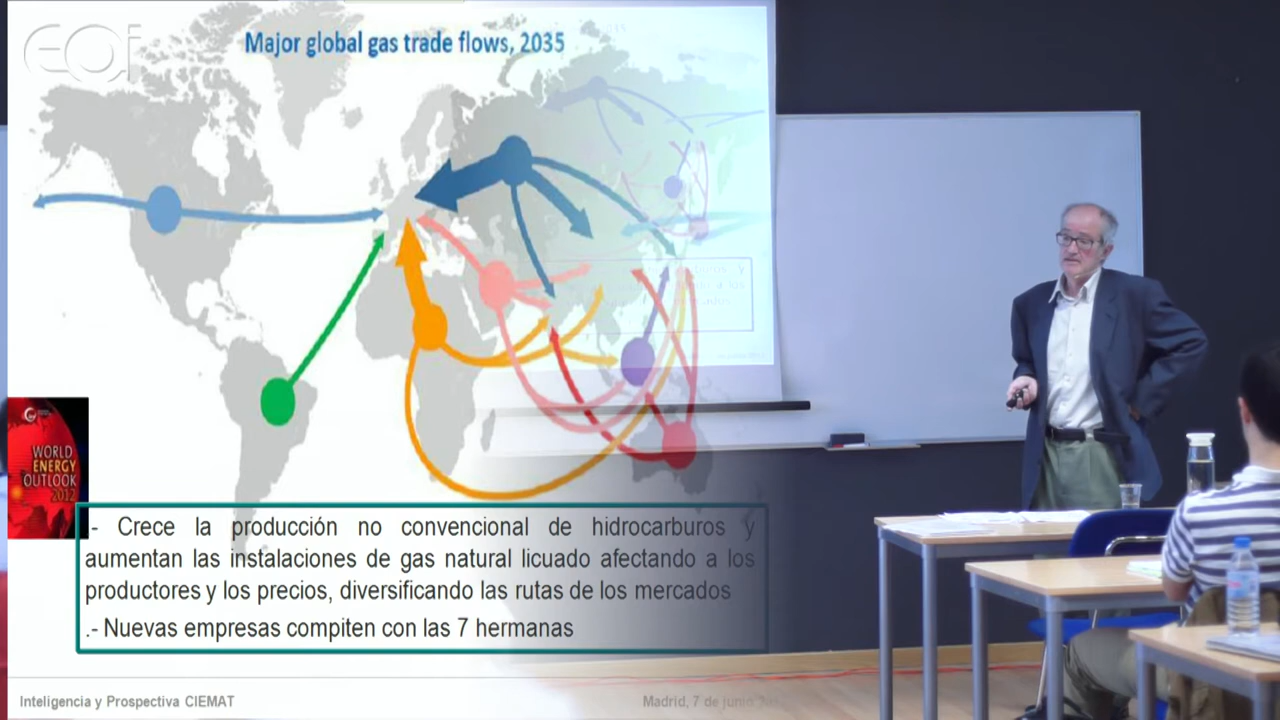 eoi
Major global gas trade flows, 2035
WORLD
ENERGY
OUTLOOK
2012
.- Crece la producción no convencional de hidrocarburos y
aumentan las instalaciones de gas natural licuado afectando a los
productores y los precios, diversificando las rutas de los mercados
.- Nuevas empresas compiten con las 7 hermanas
Inteligencia y Prospectiva CIEMAT
Madrid, 7 de junio